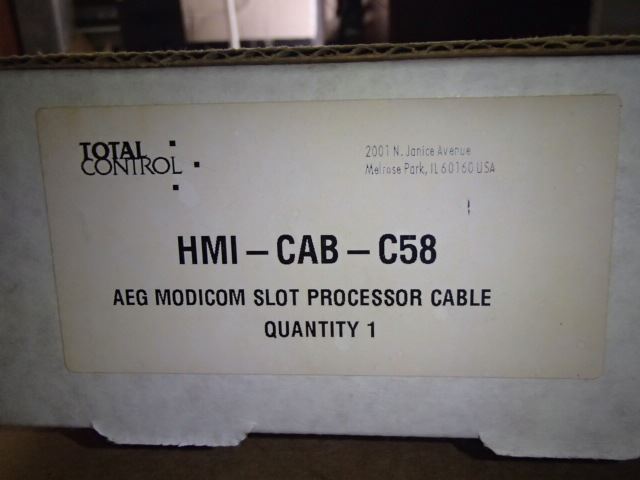 TOTAL
CONTROL
2001 N. Janice Avenue
Melrose Park, IL 60160 USA
HMI – CAB – C58
AEG MODICOM SLOT PROCESSOR CABLE
QUANTITY 1